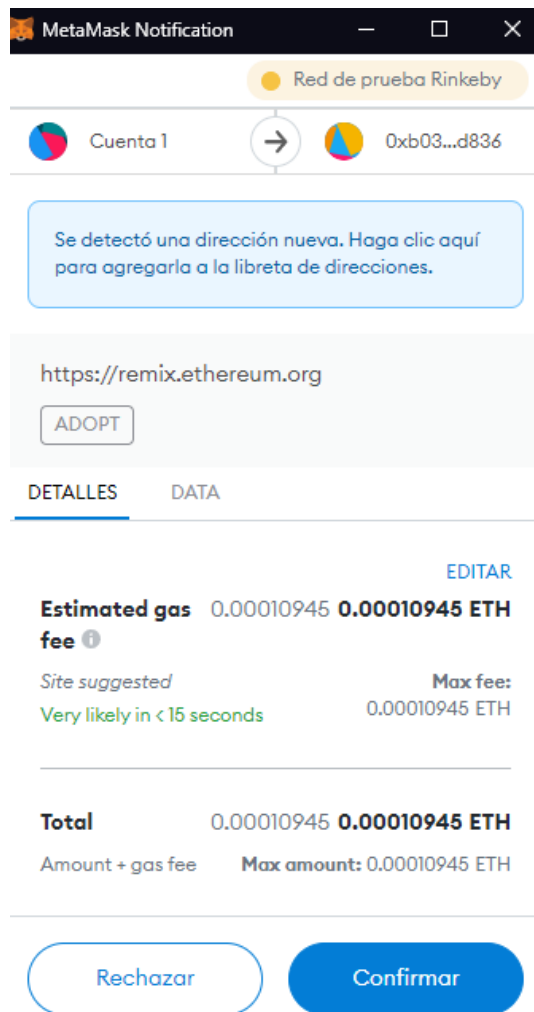 MetaMask Notification
Red de prueba Rinkeby
Cuenta 1
0xb03...d836
Se detectó una dirección nueva. Haga clic aquí
para agregarla a la libreta de direcciones.
https://remix.ethereum.org
ADOPT
DETALLES DATA
EDITAR
Estimated gas 0.00010945 0.00010945 ETH
fee
Site suggested Max fee:
Very likely in < 15 seconds 0.00010945 ETH
Total 0.00010945 0.00010945 ETH
Amount + gas fee Max amount: 0.00010945 ETH
Rechazar Confirmar